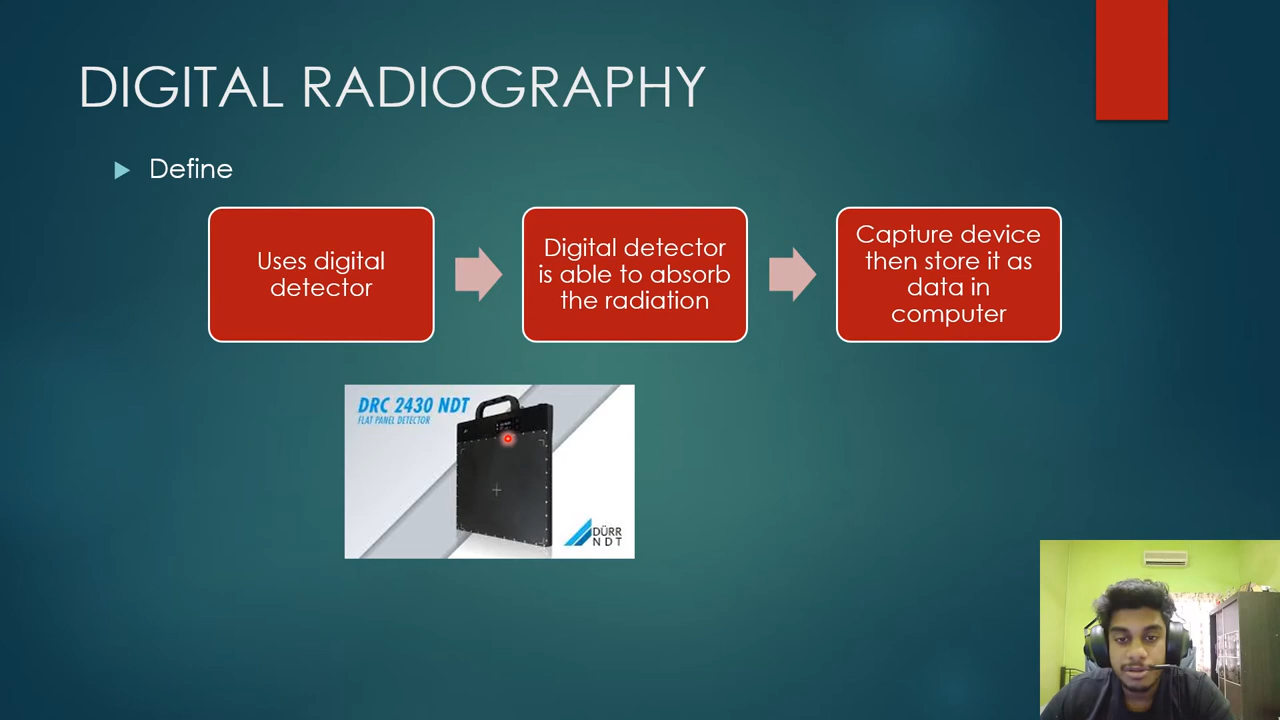 DIGITAL RADIOGRAPHY
Define
Uses digital
detector
Digital detector
is able to absorb
the radiation
Capture device
then store it as
data in
computer
DRC 2430 NDT
FLAT PANEL DETECTOR
DÜRR
NDT